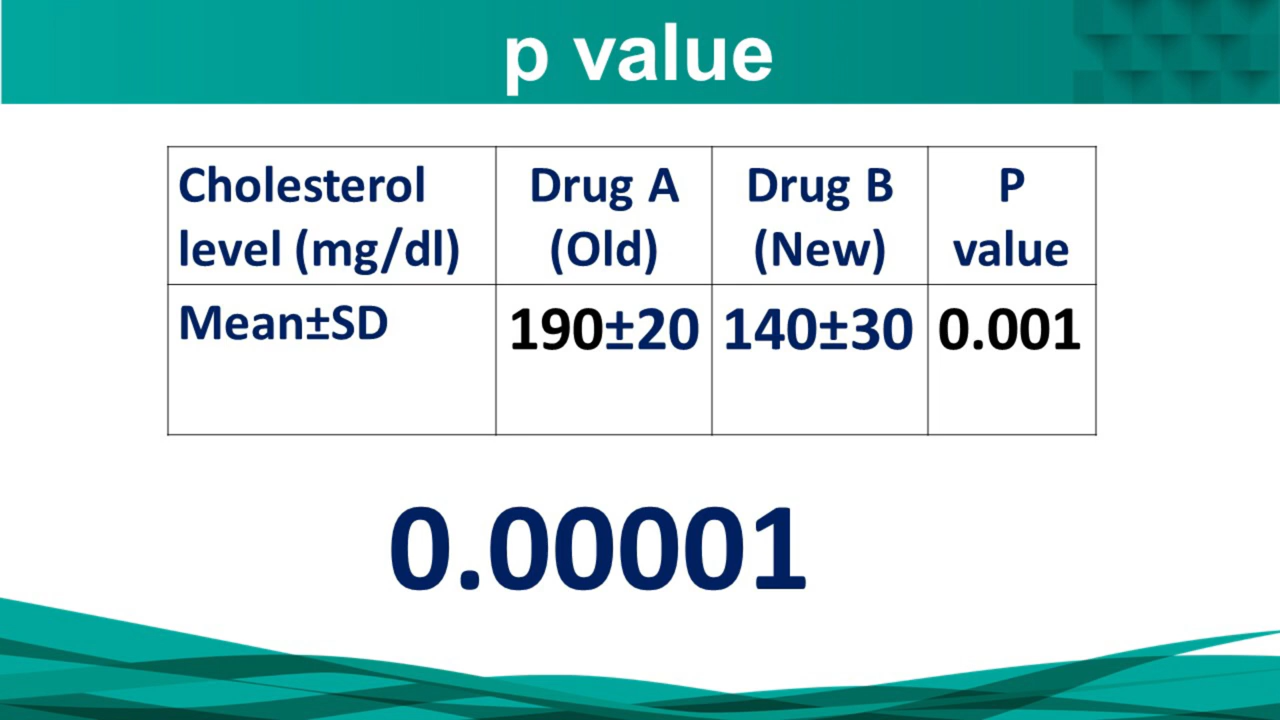 p value
Cholesterol level (mg/dl)
Drug A (Old)
Drug B (New)
P value
Mean±SD
190±20
140±30
0.001
0.00001